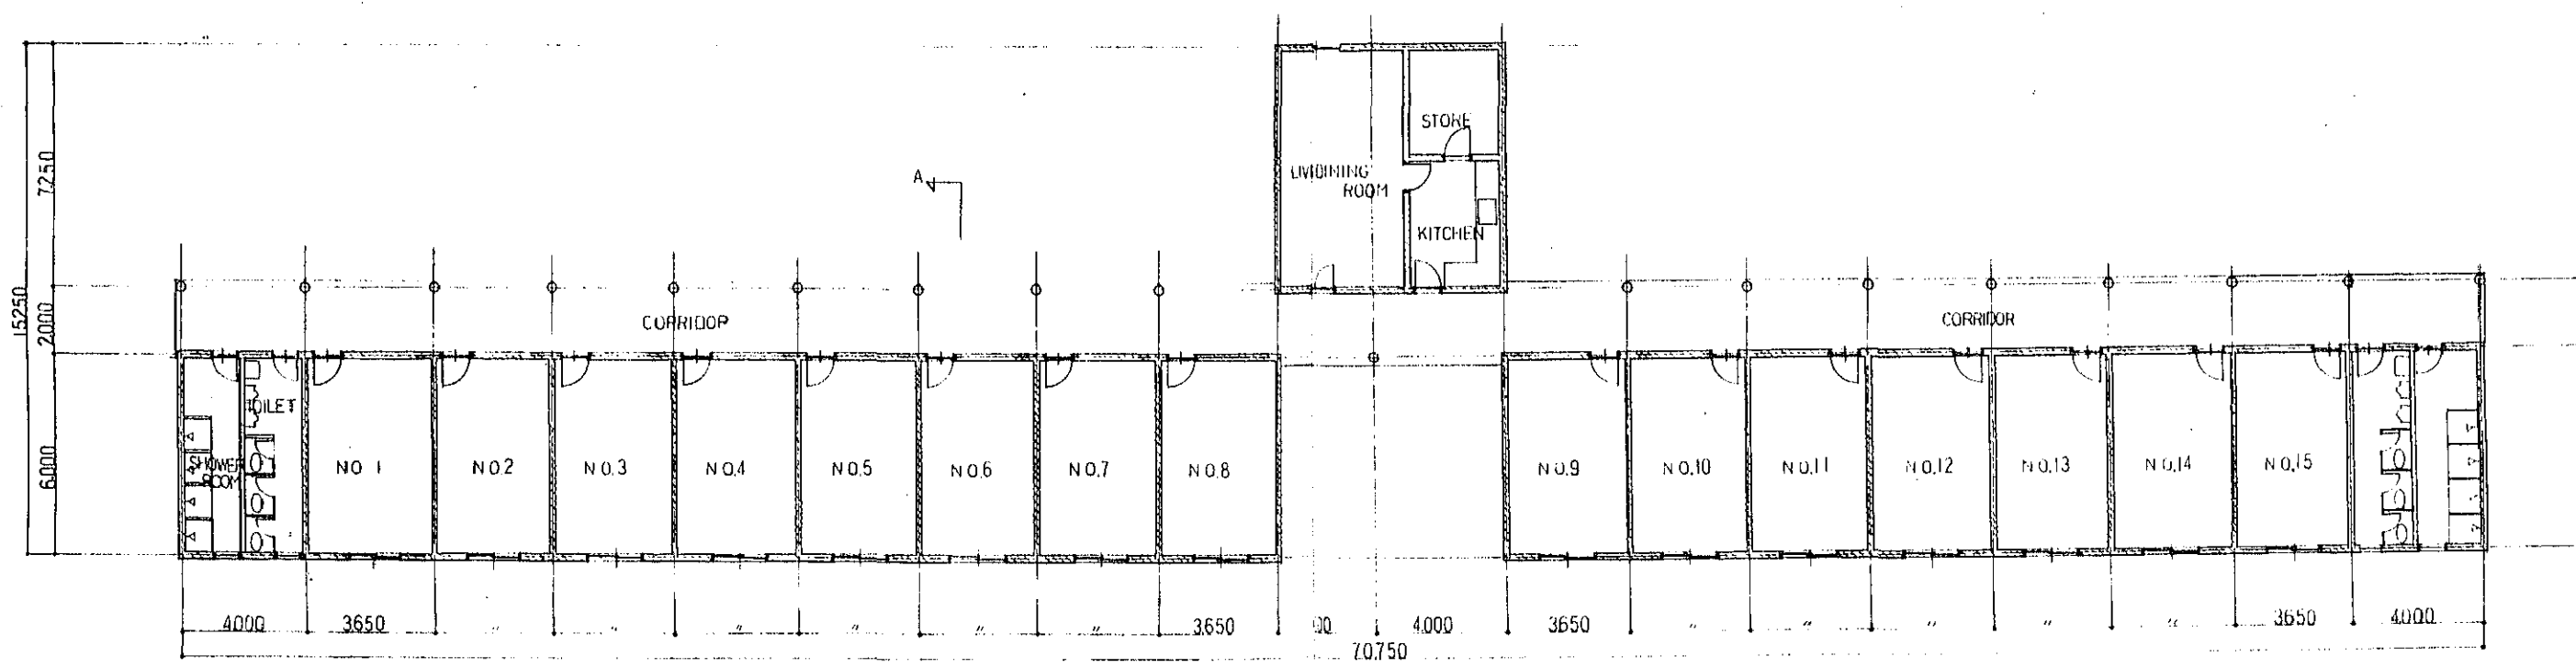 STORE
LIVIDINING
ROOM
KITCHEN
A
7250
15250
2000
6000
CORRIDOR
CORRIDOR
TOILET
SHOWER
ROOM
NO 1
NO.2
NO.3
NO.4
NO.5
NO.6
NO.7
NO.8
NO.9
NO.10
NO.11
NO.12
NO.13
NO.14
NO.15
4000
3650
"
"
"
"
"
"
3650
00
4000
3650
"
"
"
"
"
3650
4000
70750